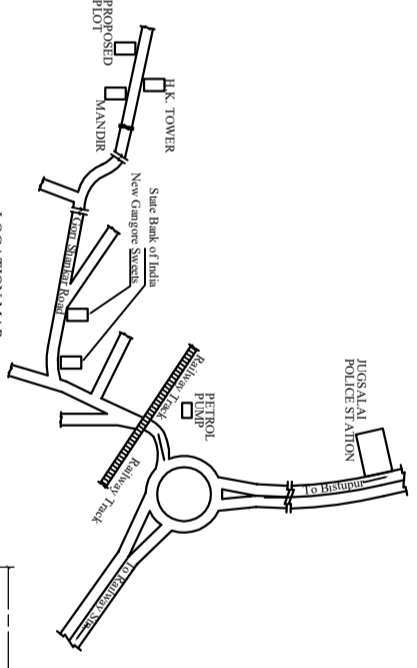 PROPOSED
PLOT
H.K. TOWER
MANDIR
State Bank of India
New Gangore Sweets
Gori Shankar Road
Railway Track
PETROL
PUMP
Railway Track
JUGSALAI
POLICE STATION
To Bistupur
To Railway Stn